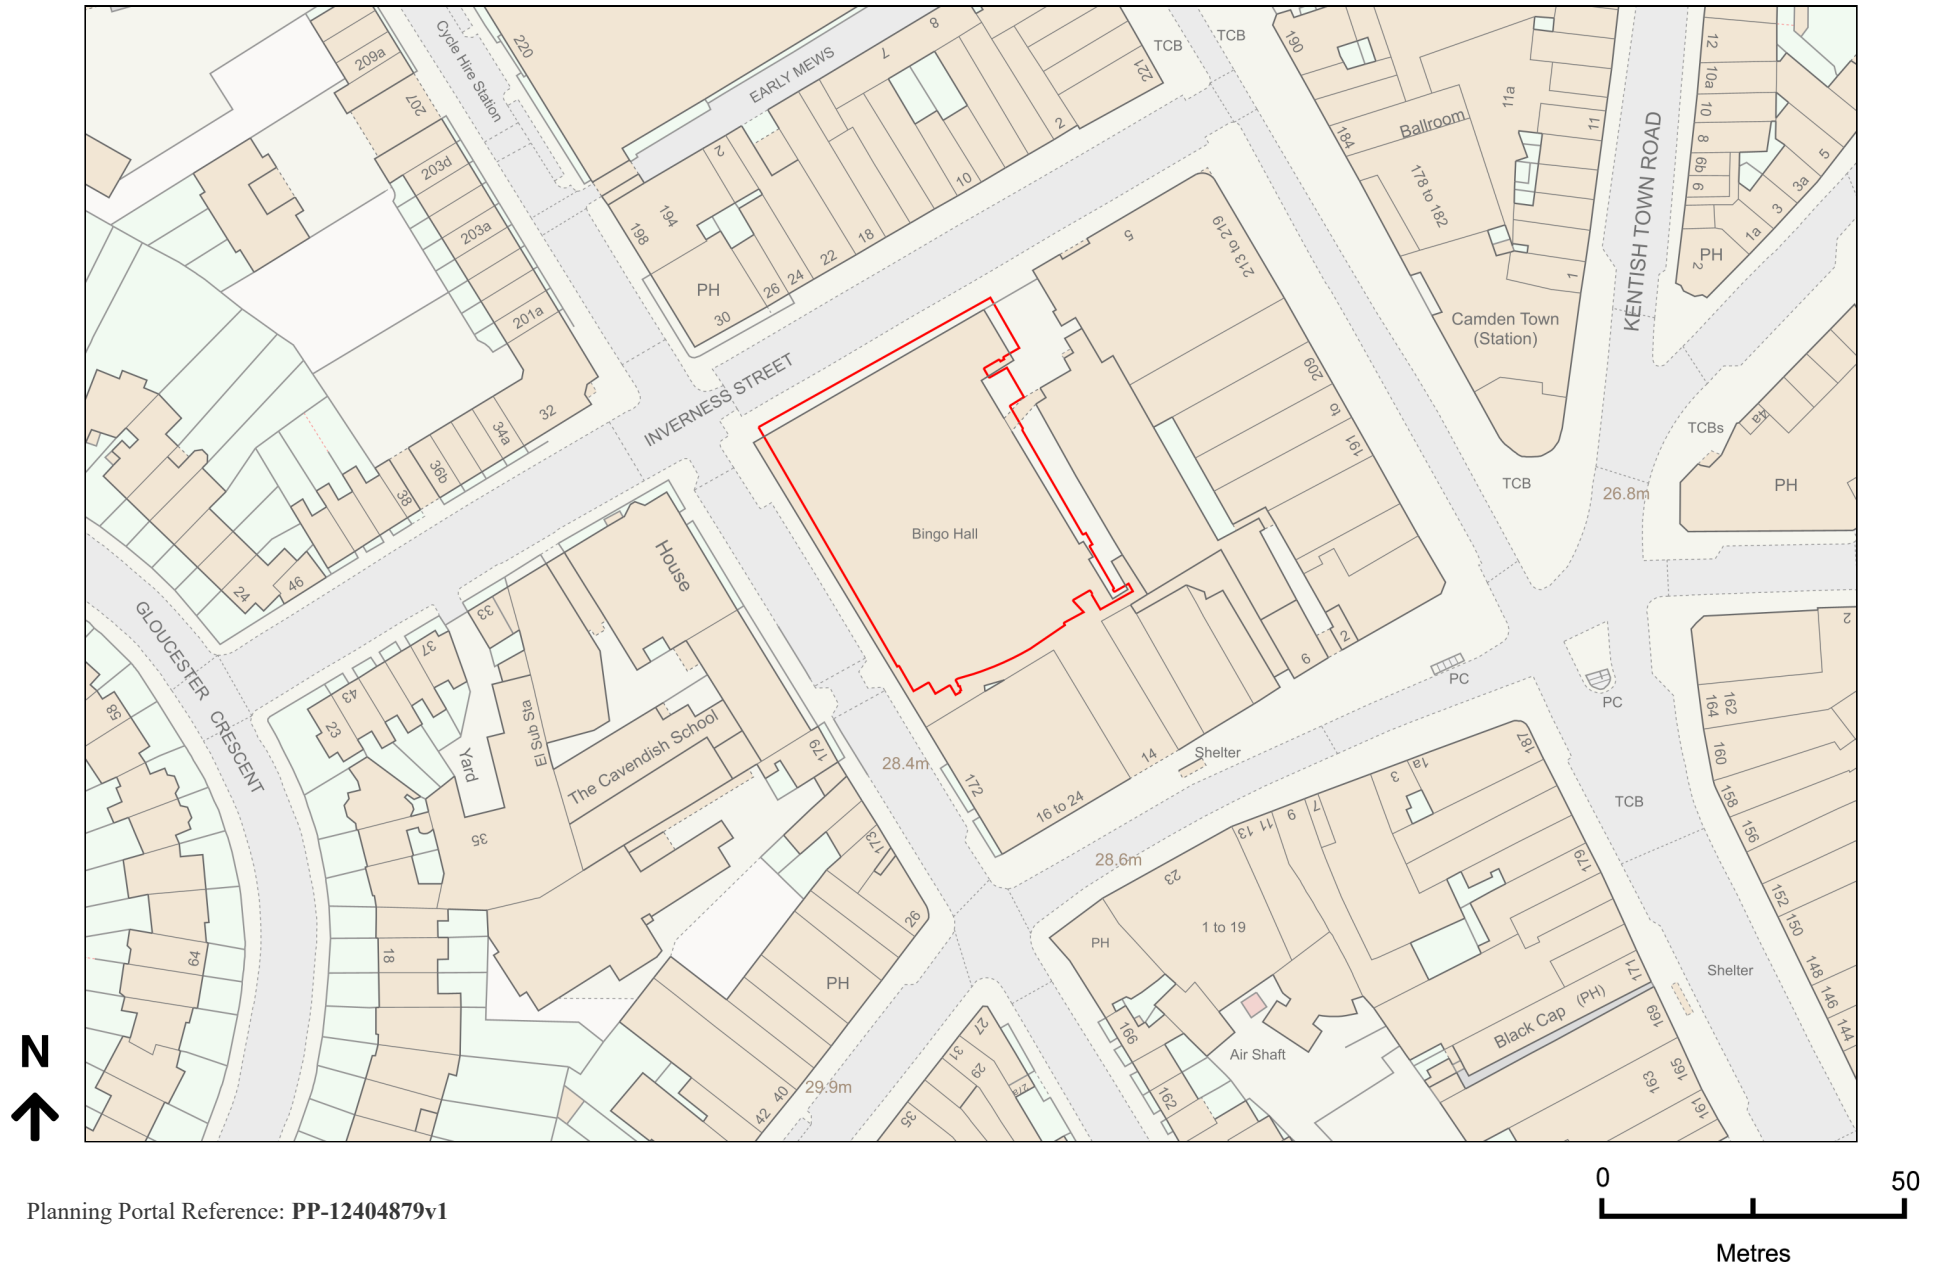 209a
207
203d
203a
201a
Cycle Hire Station
220
EARLY MEWS
7
8
2
2
221
TCB
TCB
190
184
Ballroom
11a
11
178 to 182
1
12
10a
10
8
6b
6
5
3a
3
1a
PH
2
KENTISH TOWN ROAD
194
198
PH
30
26
24
22
18
10
5
213 to 219
Camden Town
(Station)
209
to
191
TCBs
4a
PH
TCB
26.8m
INVERNESS STREET
32
34a
36b
38
46
24
Bingo Hall
House
33
37
43
23
GLOUCESTER CRESCENT
58
Yard
El Sub Sta
The Cavendish School
179
35
28.4m
172
16 to 24
14
Shelter
9
2
PC
PC
2
162
164
160
158
156
152
150
148
146
144
TCB
Shelter
187
1a
3
7
9
11
13
179
28.6m
23
1 to 19
PH
173
26
PH
64
18
171
Black Cap (PH)
169
165
163
161
Air Shaft
166
162
27
31
29
27a
35
29.9m
40
42
N
0
50
Metres
Planning Portal Reference: PP-12404879v1